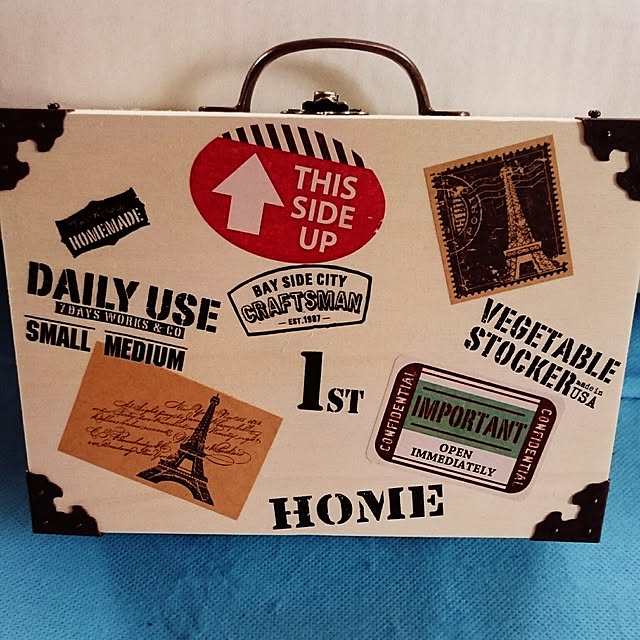 THIS
SIDE
UP
HOMEMADE
DAILY USE
7DAYS WORKS & CO
SMALL MEDIUM
BAY SIDE CITY
CRAFTSMAN
EST.1987
VEGETABLE
STOCKER made in
USA
1ST
CONFIDENTIAL
IMPORTANT
OPEN
IMMEDIATELY
CONFIDENTIAL
HOME